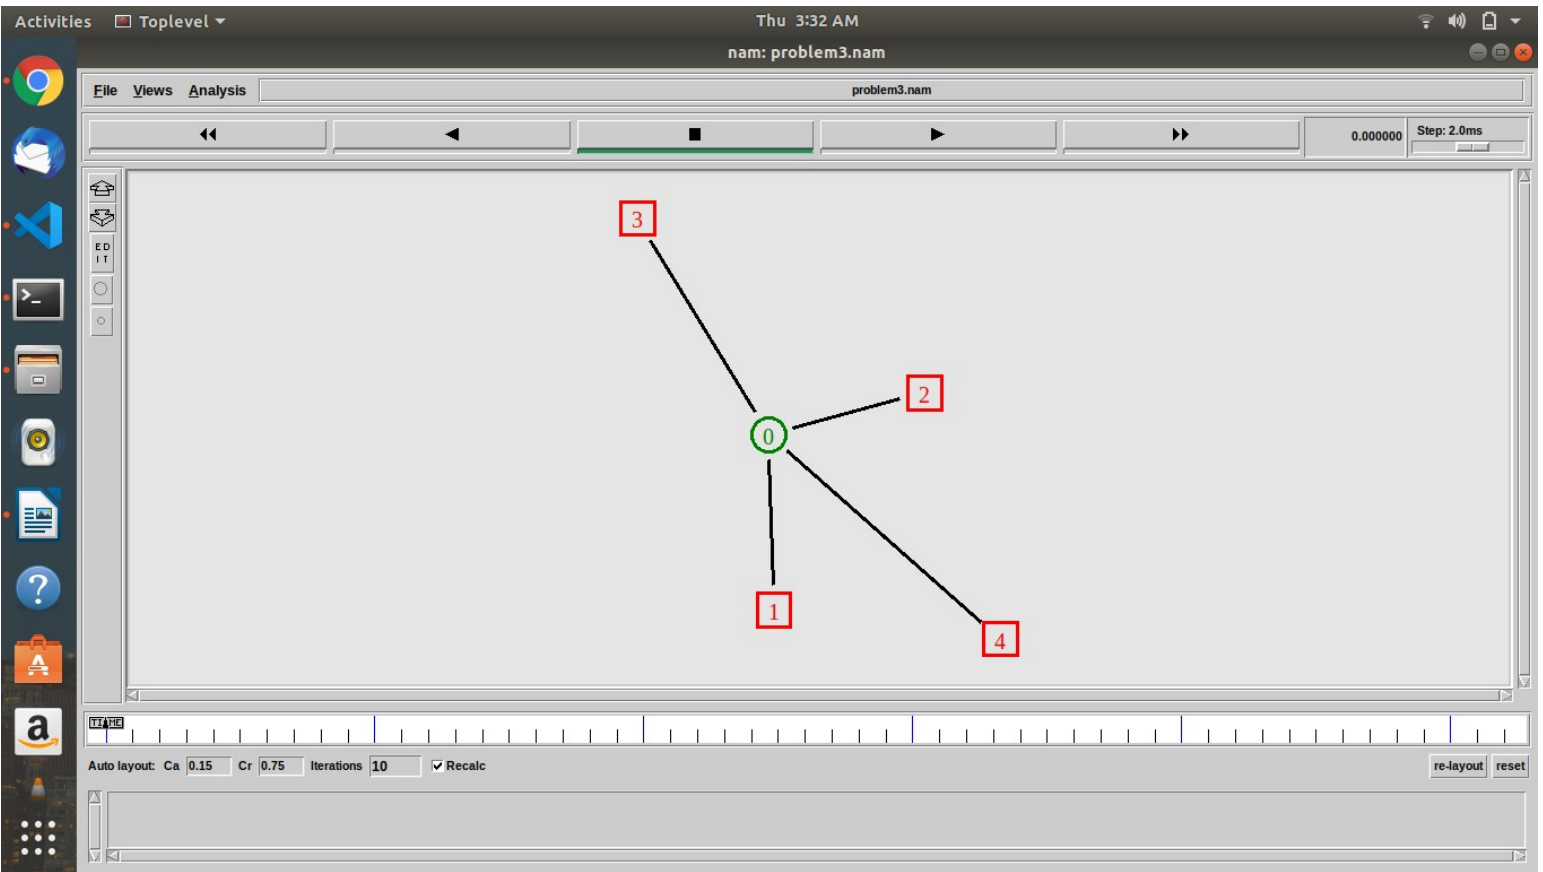 Activities Toplevel Thu 3:32 AM
nam: problem3.nam
File Views Analysis problem3.nam
0.000000 Step: 2.0ms
ED
IT
3
2
0
1
4
TIME
Auto layout: Ca 0.15 Cr 0.75 Iterations 10 Recalc re-layout reset
>_
?
A
a